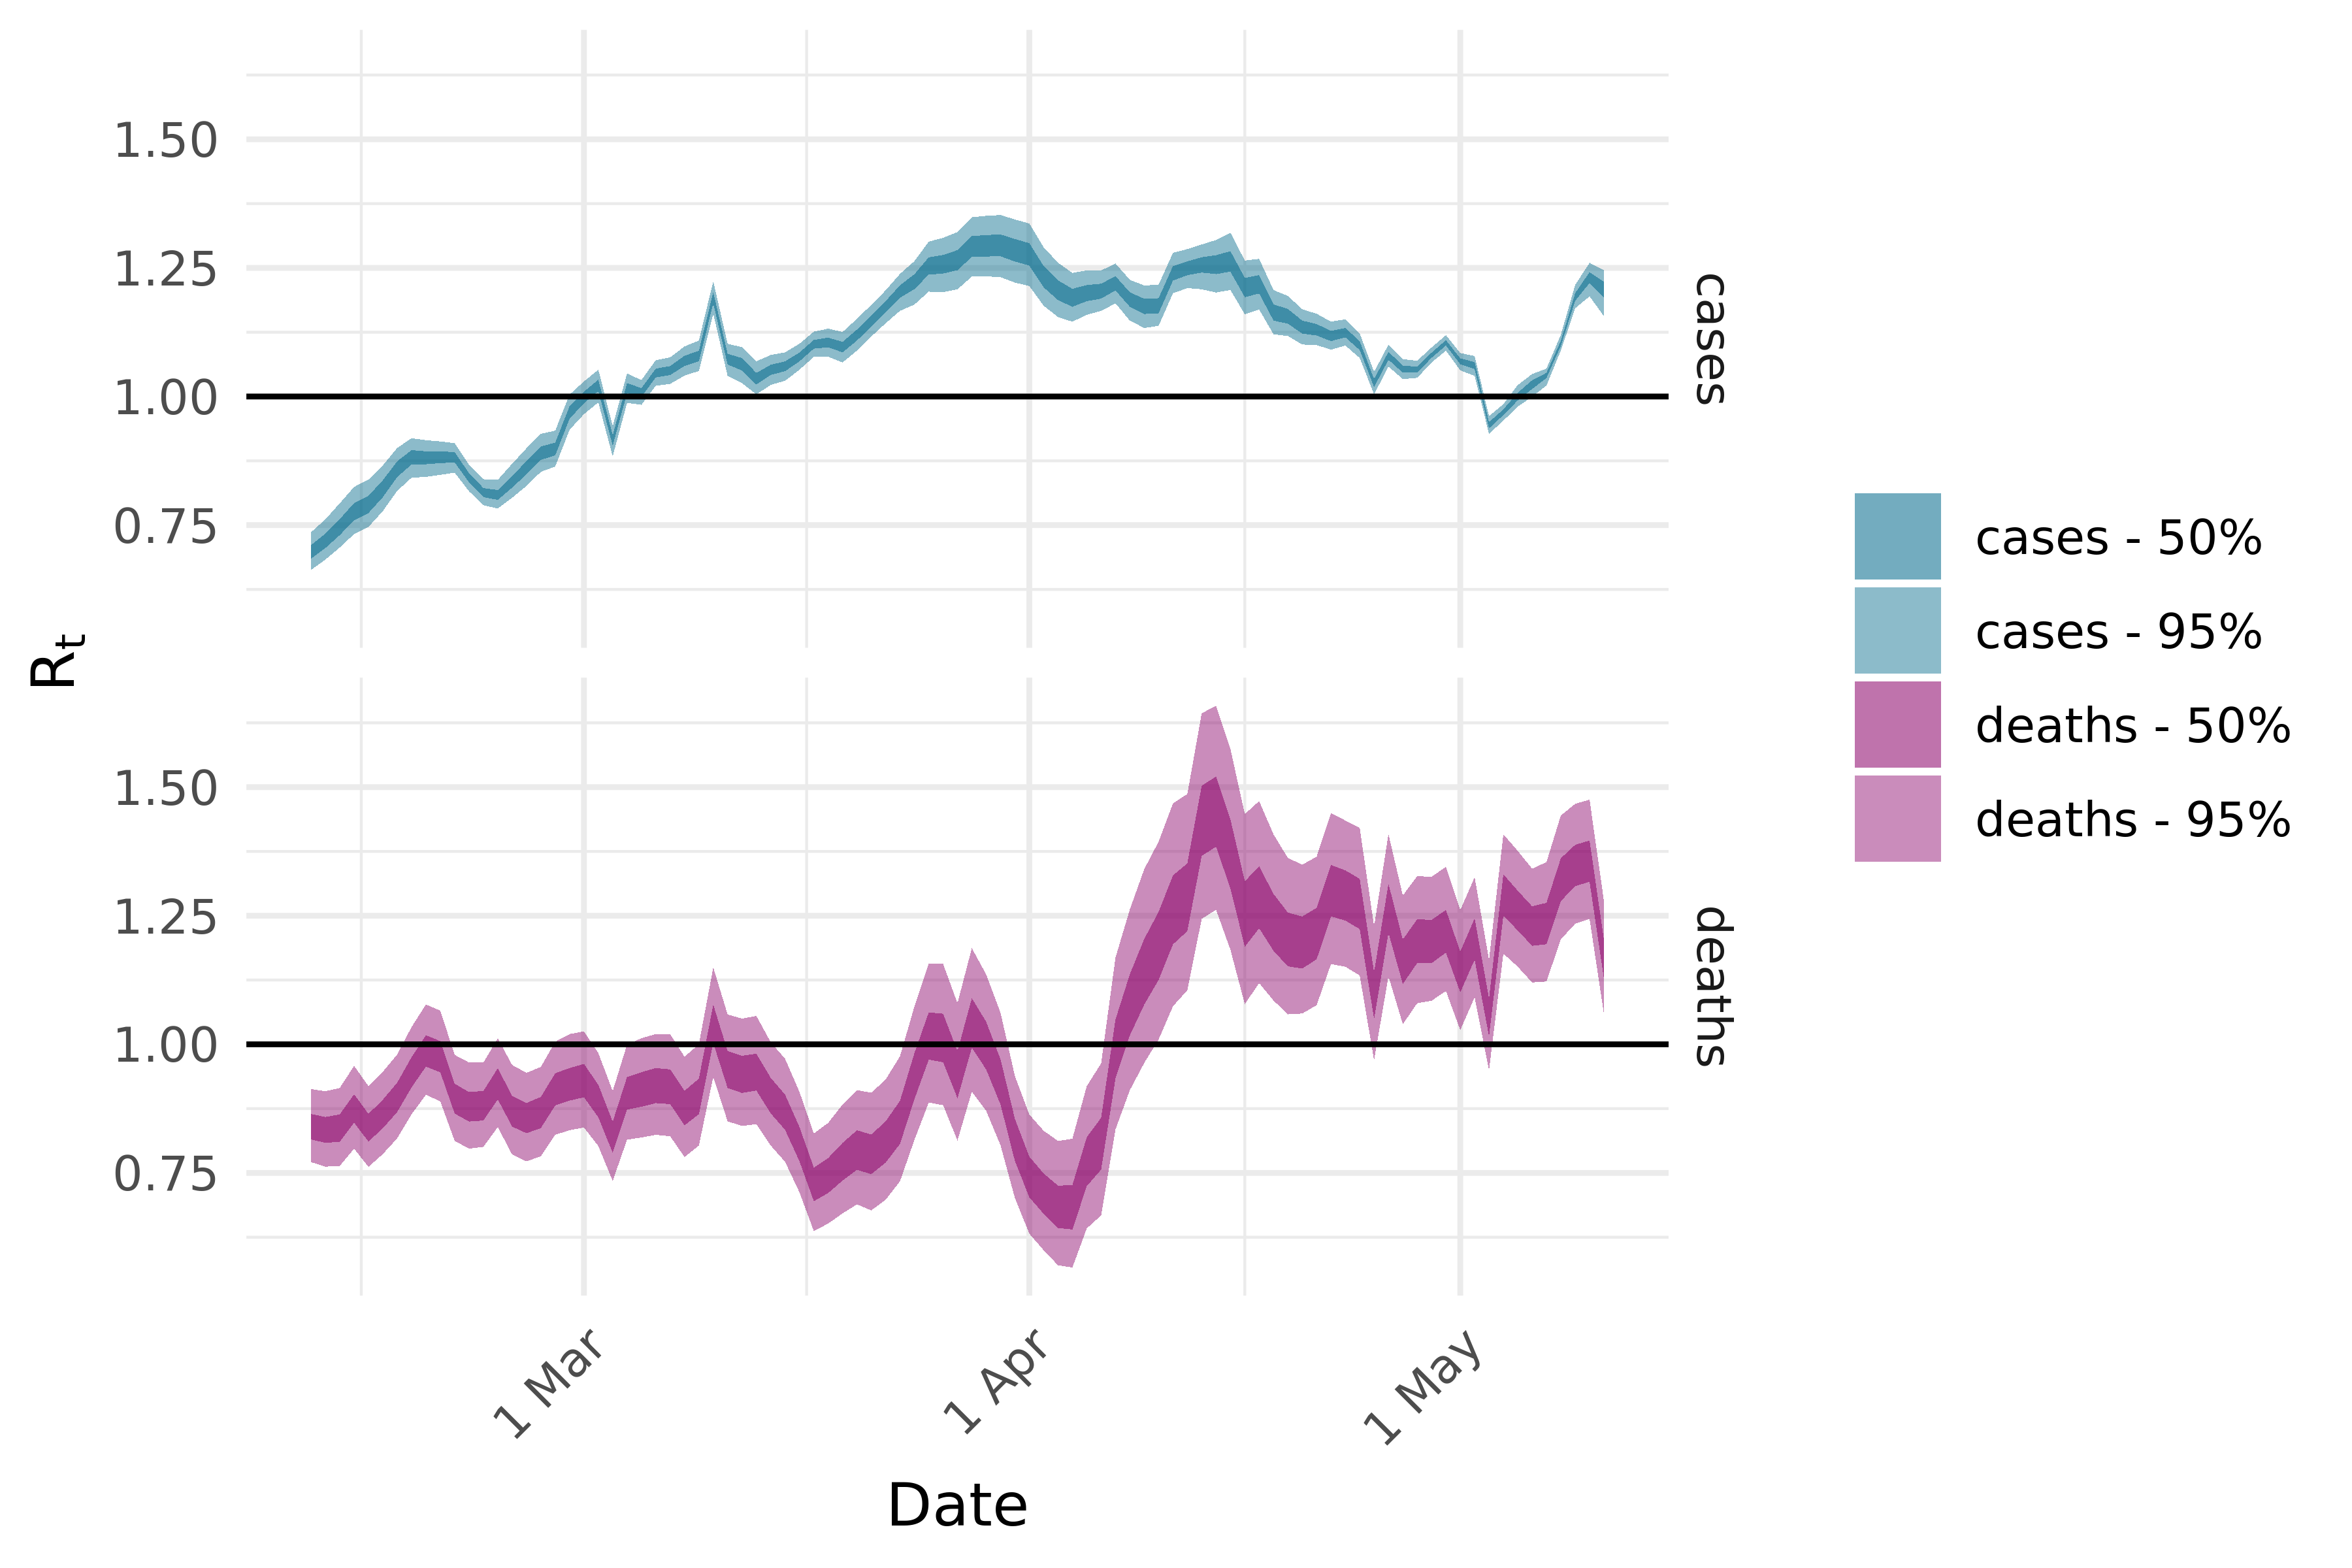 1.50
1.25
1.00
0.75
cases
R_t
1.50
1.25
1.00
0.75
deaths
1 Mar
1 Apr
1 May
Date
cases - 50%
cases - 95%
deaths - 50%
deaths - 95%